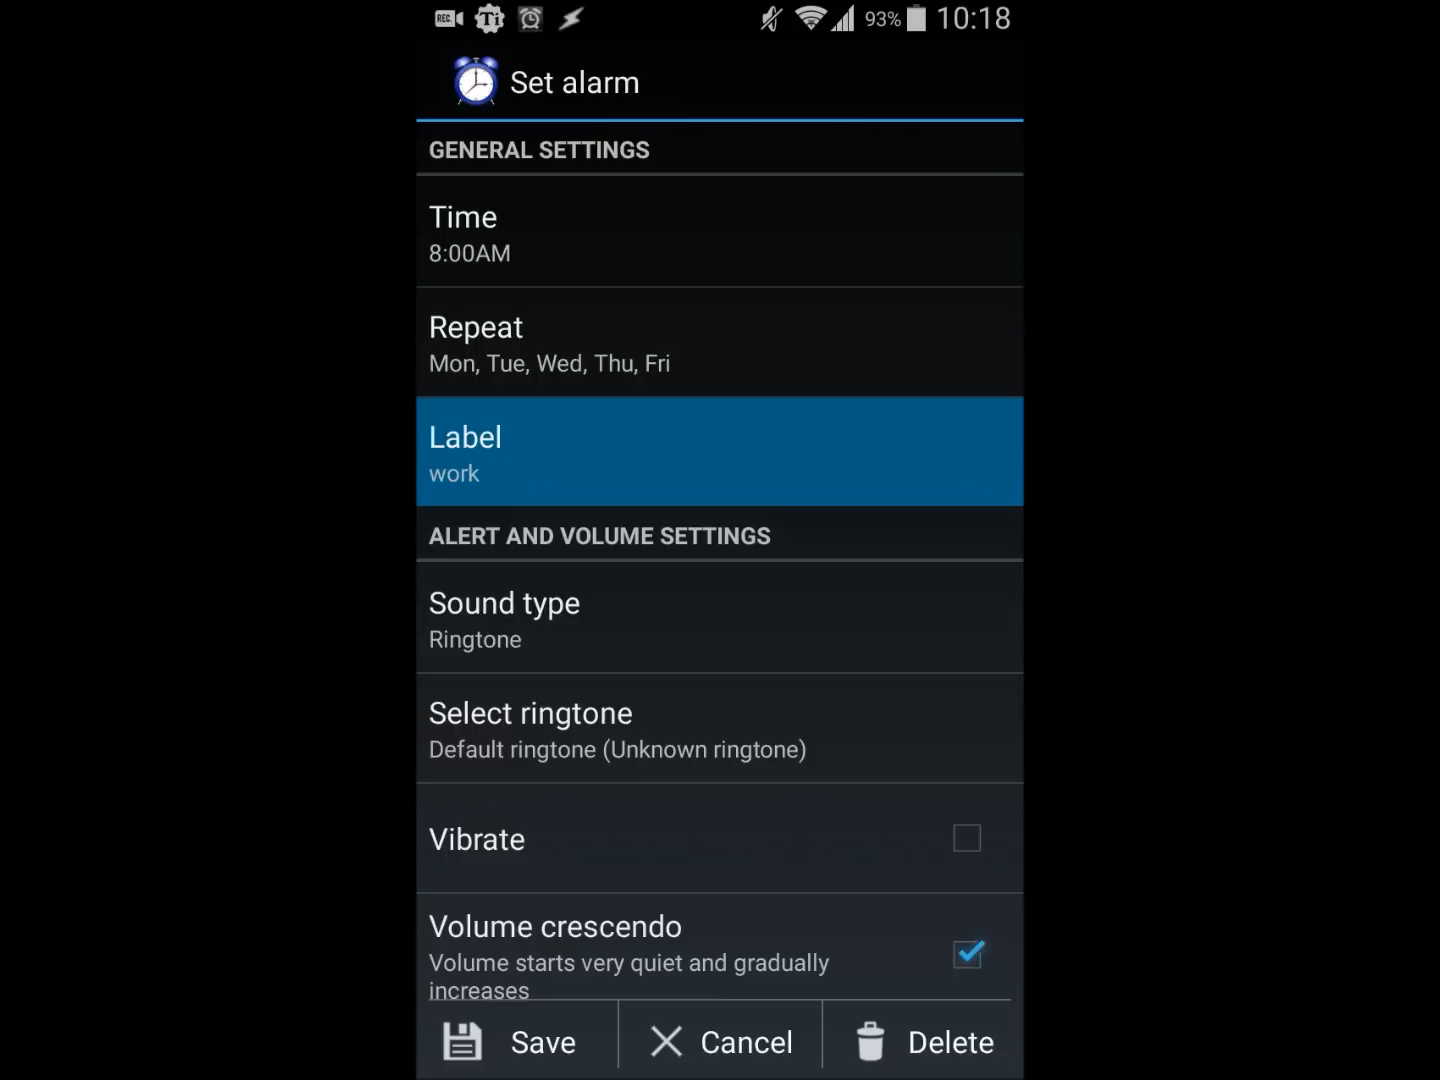 REC Ti 93% 10:18
Set alarm
GENERAL SETTINGS
Time
8:00AM
Repeat
Mon, Tue, Wed, Thu, Fri
Label
work
ALERT AND VOLUME SETTINGS
Sound type
Ringtone
Select ringtone
Default ringtone (Unknown ringtone)
Vibrate
Volume crescendo
Volume starts very quiet and gradually
increases
Save Cancel Delete